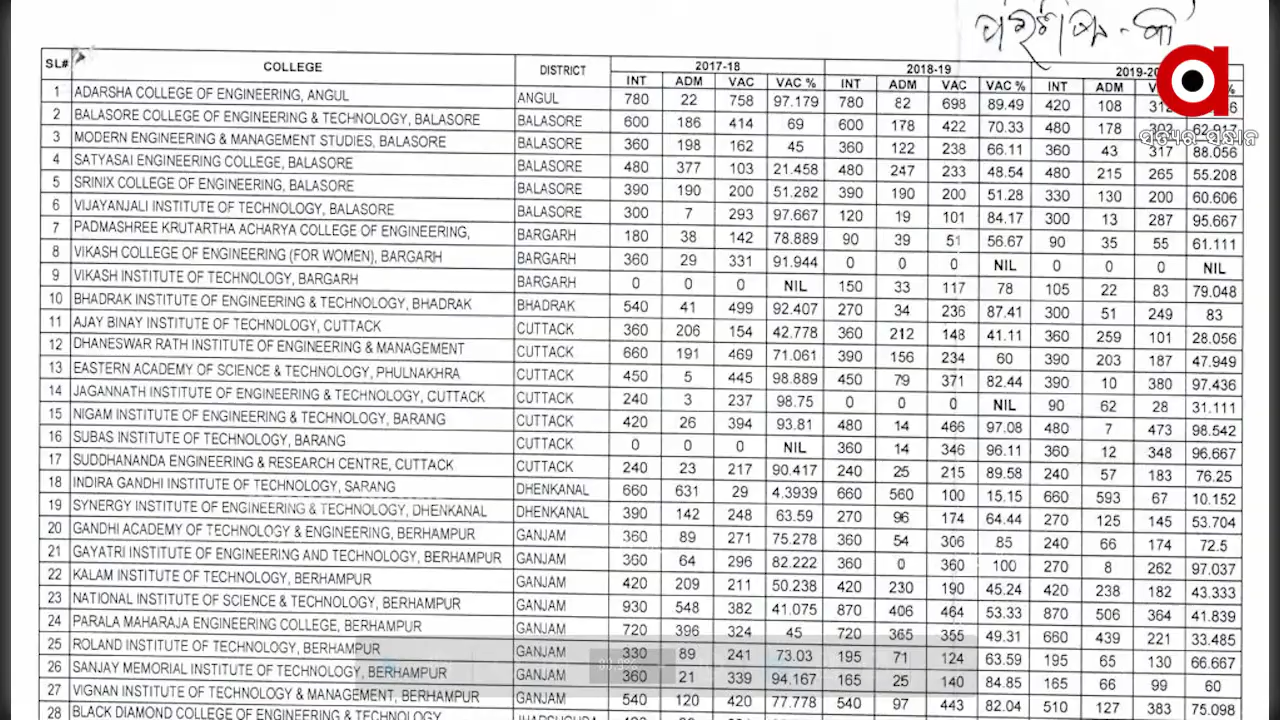 ପରିଶିଷ୍ଟ - କ
SL# COLLEGE DISTRICT 2017-18 2018-19
INT ADM VAC VAC % INT ADM VAC VAC % INT ADM
1 ADARSHA COLLEGE OF ENGINEERING, ANGUL ANGUL 780 22 758 97.179 780 82 698 89.49 420 108
2 BALASORE COLLEGE OF ENGINEERING & TECHNOLOGY, BALASORE BALASORE 600 186 414 69 600 178 422 70.33 480 178
3 MODERN ENGINEERING & MANAGEMENT STUDIES, BALASORE BALASORE 360 198 162 45 360 122 238 66.11 360 43 317 88.056
4 SATYASAI ENGINEERING COLLEGE, BALASORE BALASORE 480 377 103 21.458 480 247 233 48.54 480 215 265 55.208
5 SRINIX COLLEGE OF ENGINEERING, BALASORE BALASORE 390 190 200 51.282 390 190 200 51.28 330 130 200 60.606
6 VIJAYANJALI INSTITUTE OF TECHNOLOGY, BALASORE BALASORE 300 7 293 97.667 120 19 101 84.17 300 13 287 95.667
7 PADMASHREE KRUTARTHA ACHARYA COLLEGE OF ENGINEERING, BARGARH 180 38 142 78.889 90 39 51 56.67 90 35 55 61.111
8 VIKASH COLLEGE OF ENGINEERING (FOR WOMEN), BARGARH BARGARH 360 29 331 91.944 0 0 0 NIL 0 0 0 NIL
9 VIKASH INSTITUTE OF TECHNOLOGY, BARGARH BARGARH 0 0 0 NIL 150 33 117 78 105 22 83 79.048
10 BHADRAK INSTITUTE OF ENGINEERING & TECHNOLOGY, BHADRAK BHADRAK 540 41 499 92.407 270 34 236 87.41 300 51 249 83
11 AJAY BINAY INSTITUTE OF TECHNOLOGY, CUTTACK CUTTACK 360 206 154 42.778 360 212 148 41.11 360 259 101 28.056
12 DHANESWAR RATH INSTITUTE OF ENGINEERING & MANAGEMENT CUTTACK 660 191 469 71.061 390 156 234 60 390 203 187 47.949
13 EASTERN ACADEMY OF SCIENCE & TECHNOLOGY, PHULNAKHRA CUTTACK 450 5 445 98.889 450 79 371 82.44 390 10 380 97.436
14 JAGANNATH INSTITUTE OF ENGINEERING & TECHNOLOGY, CUTTACK CUTTACK 240 3 237 98.75 0 0 0 NIL 90 62 28 31.111
15 NIGAM INSTITUTE OF ENGINEERING & TECHNOLOGY, BARANG CUTTACK 420 26 394 93.81 480 14 466 97.08 480 7 473 98.542
16 SUBAS INSTITUTE OF TECHNOLOGY, BARANG CUTTACK 0 0 0 NIL 360 14 346 96.11 360 12 348 96.667
17 SUDDHANANDA ENGINEERING & RESEARCH CENTRE, CUTTACK CUTTACK 240 23 217 90.417 240 25 215 89.58 240 57 183 76.25
18 INDIRA GANDHI INSTITUTE OF TECHNOLOGY, SARANG DHENKANAL 660 631 29 4.3939 660 560 100 15.15 660 593 67 10.152
19 SYNERGY INSTITUTE OF ENGINEERING & TECHNOLOGY, DHENKANAL DHENKANAL 390 142 248 63.59 270 96 174 64.44 270 125 145 53.704
20 GANDHI ACADEMY OF TECHNOLOGY & ENGINEERING, BERHAMPUR GANJAM 360 89 271 75.278 360 54 306 85 240 66 174 72.5
21 GAYATRI INSTITUTE OF ENGINEERING AND TECHNOLOGY, BERHAMPUR GANJAM 360 64 296 82.222 360 0 360 100 270 8 262 97.037
22 KALAM INSTITUTE OF TECHNOLOGY, BERHAMPUR GANJAM 420 209 211 50.238 420 230 190 45.24 420 238 182 43.333
23 NATIONAL INSTITUTE OF SCIENCE & TECHNOLOGY, BERHAMPUR GANJAM 930 548 382 41.075 870 406 464 53.33 870 506 364 41.839
24 PARALA MAHARAJA ENGINEERING COLLEGE, BERHAMPUR GANJAM 720 396 324 45 720 365 355 49.31 660 439 221 33.485
25 ROLAND INSTITUTE OF TECHNOLOGY, BERHAMPUR GANJAM 330 89 241 73.03 195 71 124 63.59 195 65 130 66.667
26 SANJAY MEMORIAL INSTITUTE OF TECHNOLOGY, BERHAMPUR GANJAM 360 21 339 94.167 165 25 140 84.85 165 66 99 60
27 VIGNAN INSTITUTE OF TECHNOLOGY & MANAGEMENT, BERHAMPUR GANJAM 540 120 420 77.778 540 97 443 82.04 510 127 383 75.098
28 BLACK DIAMOND COLLEGE OF ENGINEERING & TECHNOLOGY